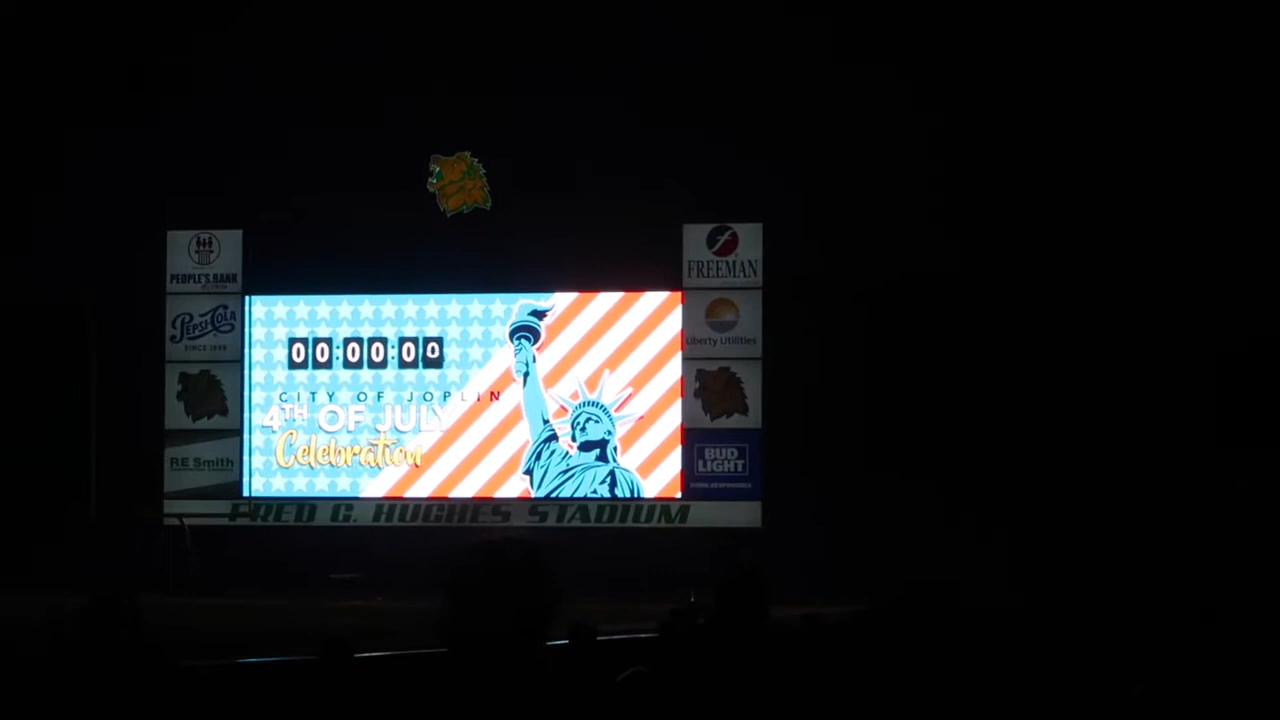 PEOPLE'S BANK
PEPSI-COLA
SINCE 1898
RE Smith
00:00:00
CITY OF JOPLIN
4TH OF JULY
Celebration
FREEMAN
Liberty Utilities
BUD
LIGHT
FRED G. HUGHES STADIUM